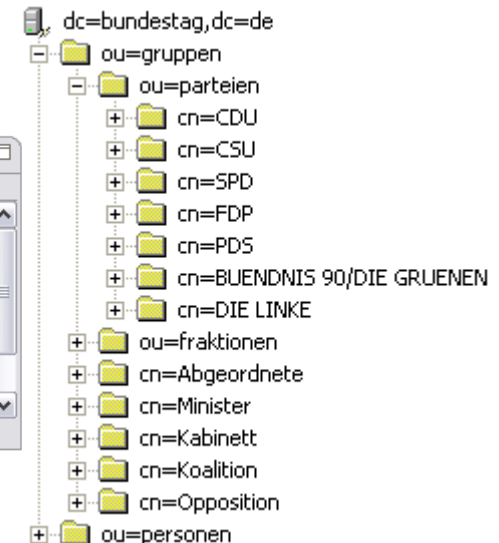 dc=bundestag,dc=de
ou=gruppen
ou=parteien
cn=CDU
cn=CSU
cn=SPD
cn=FDP
cn=PDS
cn=BUENDNIS 90/DIE GRUENEN
cn=DIE LINKE
ou=fraktionen
cn=Abgeordnete
cn=Minister
cn=Kabinett
cn=Koalition
cn=Opposition
ou=personen